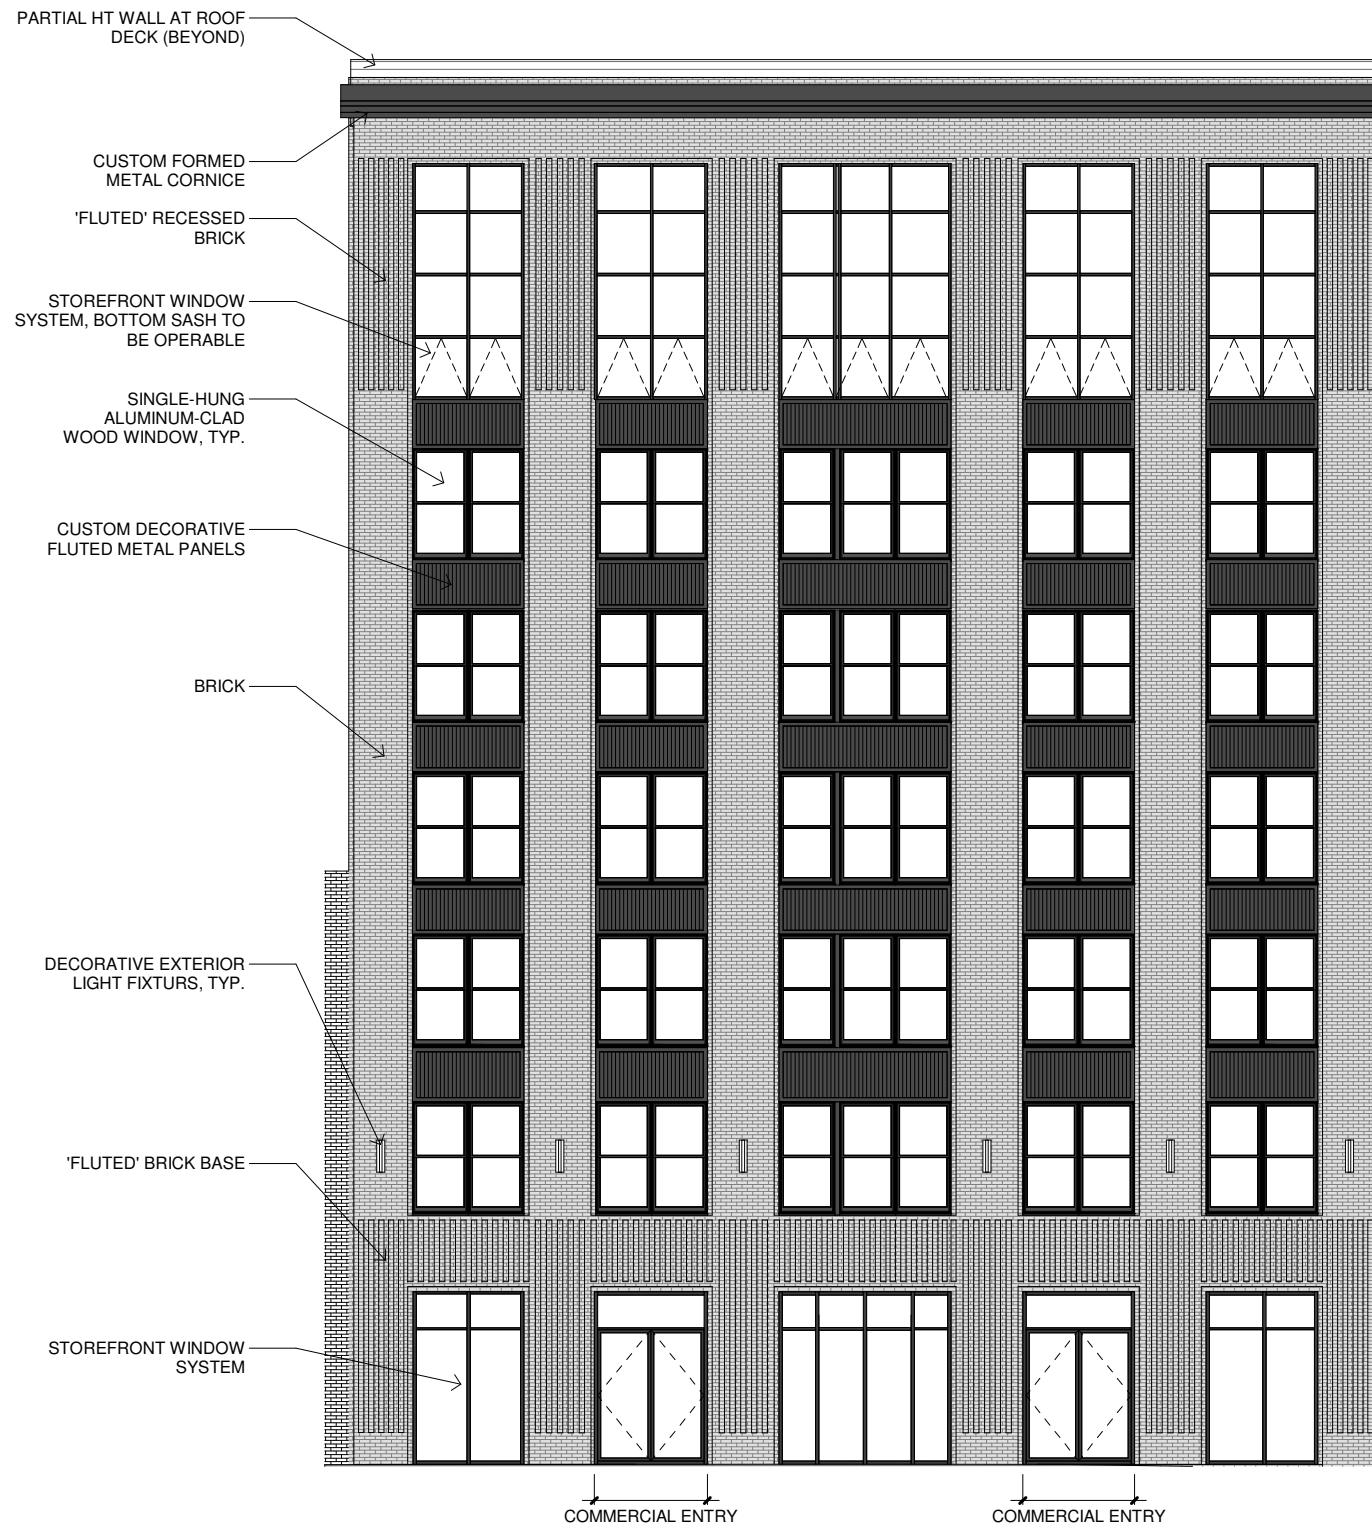 PARTIAL HT WALL AT ROOF
DECK (BEYOND)
CUSTOM FORMED
METAL CORNICE
'FLUTED' RECESSED
BRICK
STOREFRONT WINDOW
SYSTEM, BOTTOM SASH TO
BE OPERABLE
SINGLE-HUNG
ALUMINUM-CLAD
WOOD WINDOW, TYP.
CUSTOM DECORATIVE
FLUTED METAL PANELS
BRICK
DECORATIVE EXTERIOR
LIGHT FIXTURS, TYP.
'FLUTED' BRICK BASE
STOREFRONT WINDOW
SYSTEM
COMMERCIAL ENTRY
COMMERCIAL ENTRY